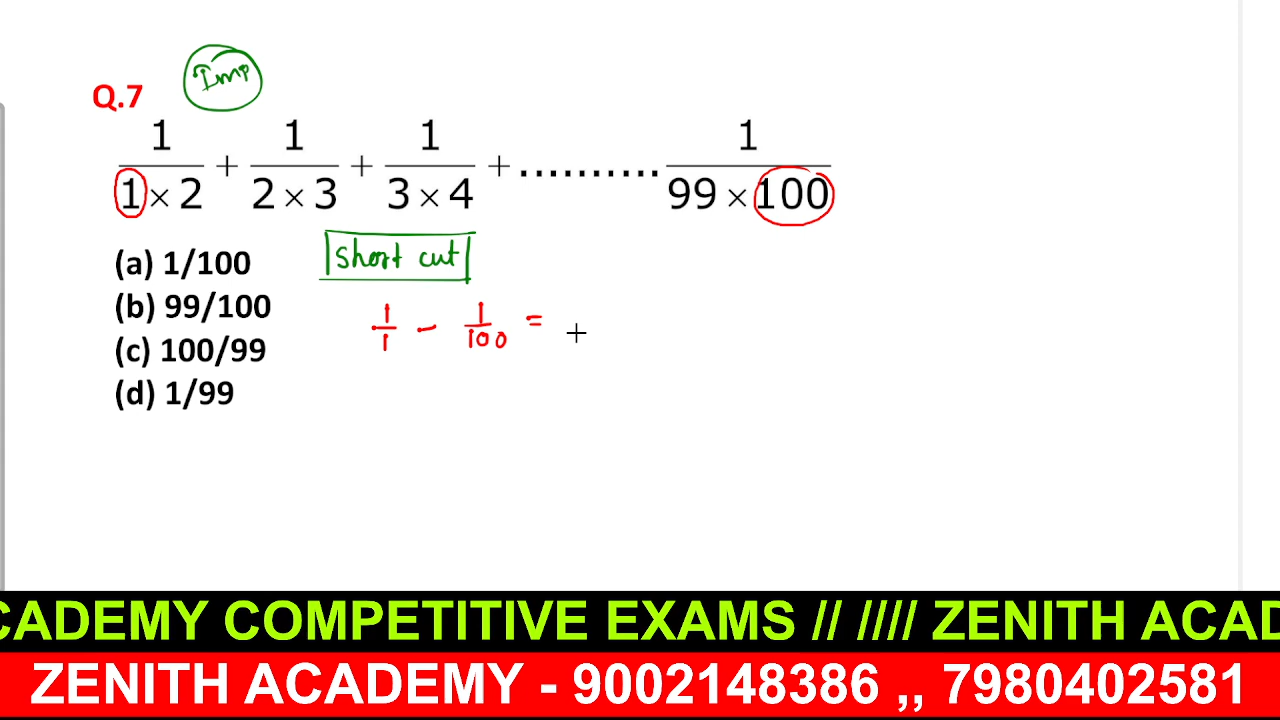 Imp
Q.7
1/(1 × 2) + 1/(2 × 3) + 1/(3 × 4) + .......... 1/(99 × 100)
(a) 1/100
short cut
(b) 99/100
1/1 - 1/100 =
(c) 100/99
(d) 1/99
CADEMY COMPETITIVE EXAMS // //// ZENITH ACAD
ZENITH ACADEMY - 9002148386 ,, 7980402581